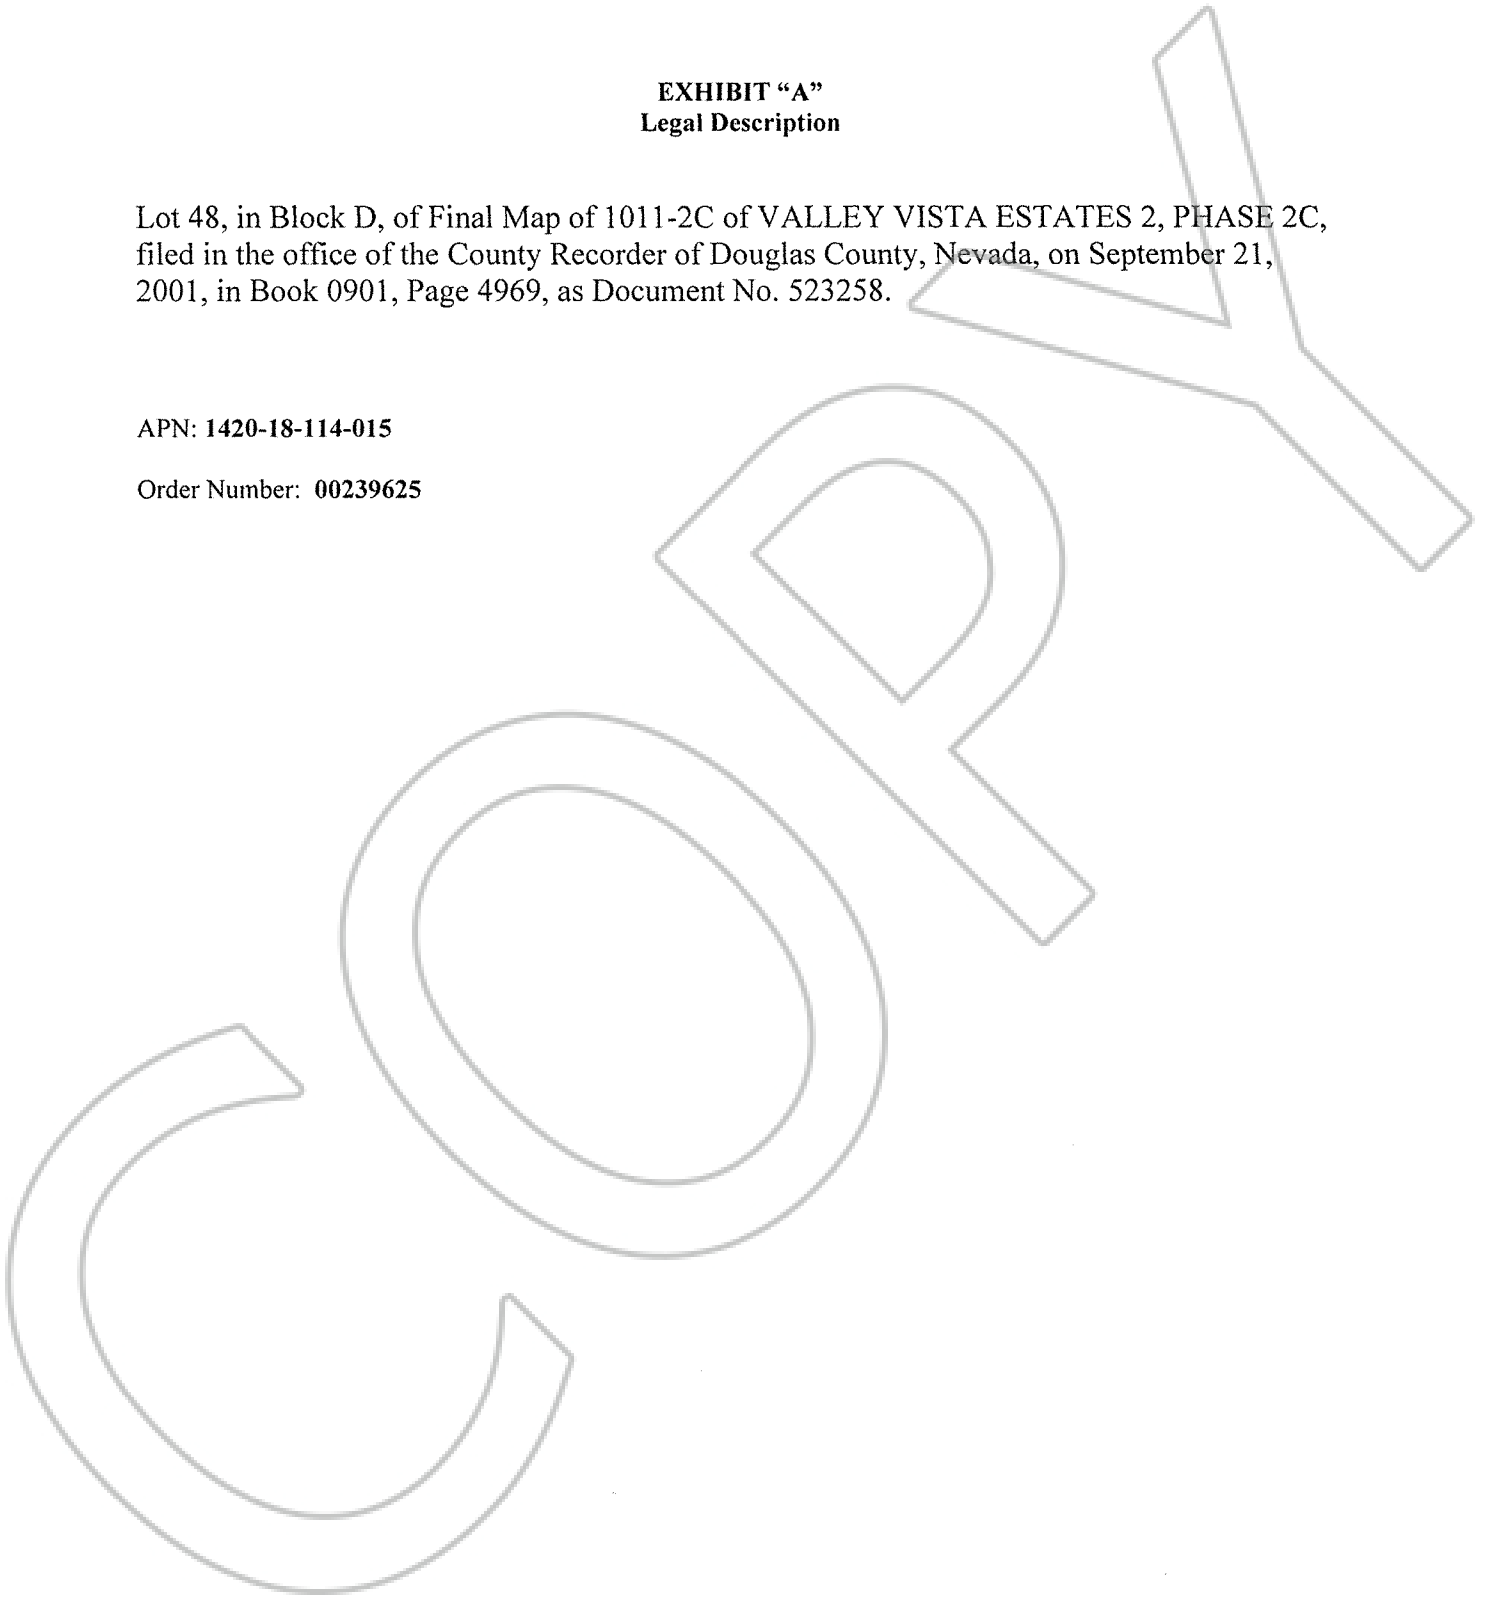 EXHIBIT “A”
Legal Description
Lot 48, in Block D, of Final Map of 1011-2C of VALLEY VISTA ESTATES 2, PHASE 2C,
filed in the office of the County Recorder of Douglas County, Nevada, on September 21,
2001, in Book 0901, Page 4969, as Document No. 523258.
APN: 1420-18-114-015
Order Number: 00239625
COPY